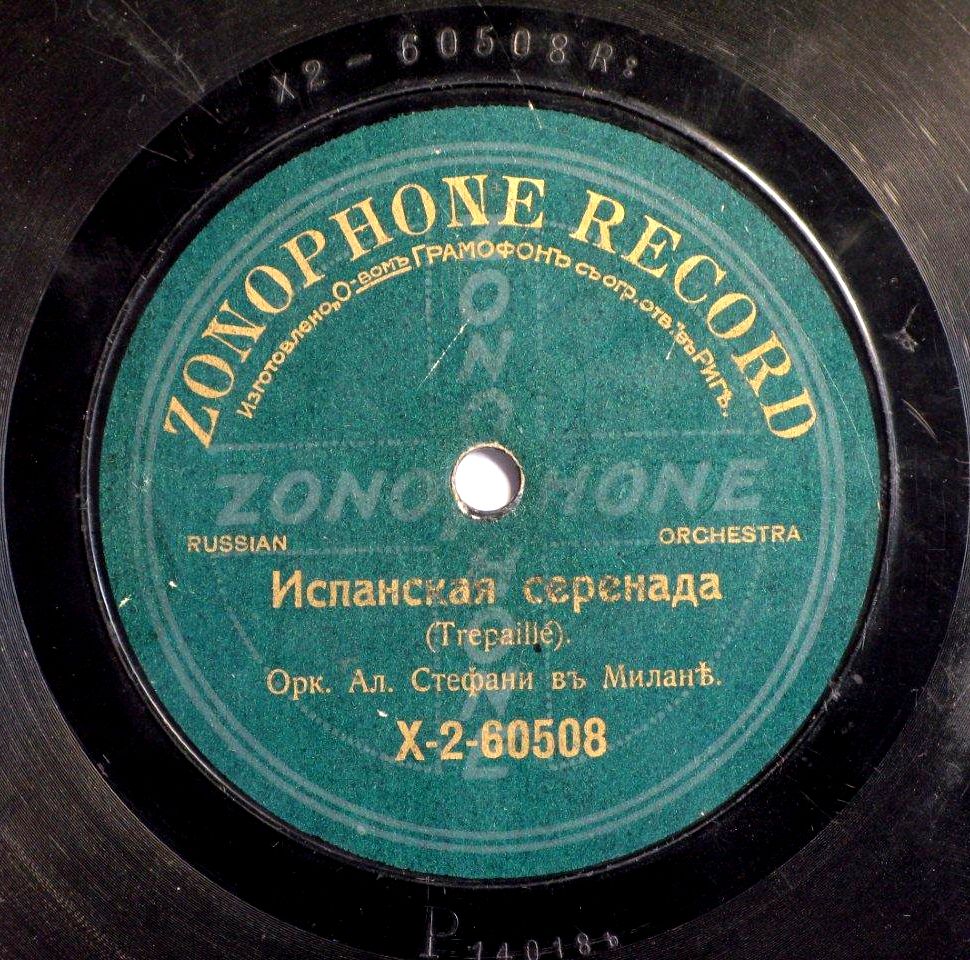 X2-60508R:
ZONOPHONE RECORD
Изготовлено „О-вомъ ГРАМОФОНЪ съ огр. отв." въ Ригѣ.
ZONOPHONE
ZONOPHONE
RUSSIAN ORCHESTRA
Испанская серенада
(Trepaillé).
Орк. Ал. Стефани въ Миланѣ.
X-2-60508
P 14018